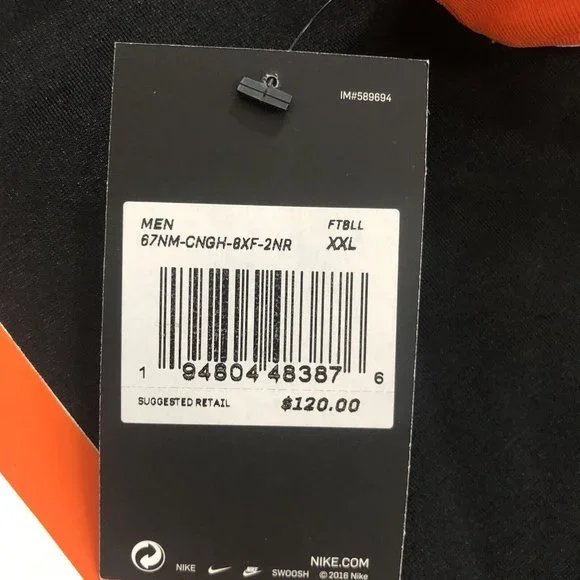 IM#589694
MEN FTBLL
67NM-CNGH-8XF-2NR XXL
1 94804 48387 6
SUGGESTED RETAIL $120.00
NIKE.COM
NIKE SWOOSH © 2016 Nike